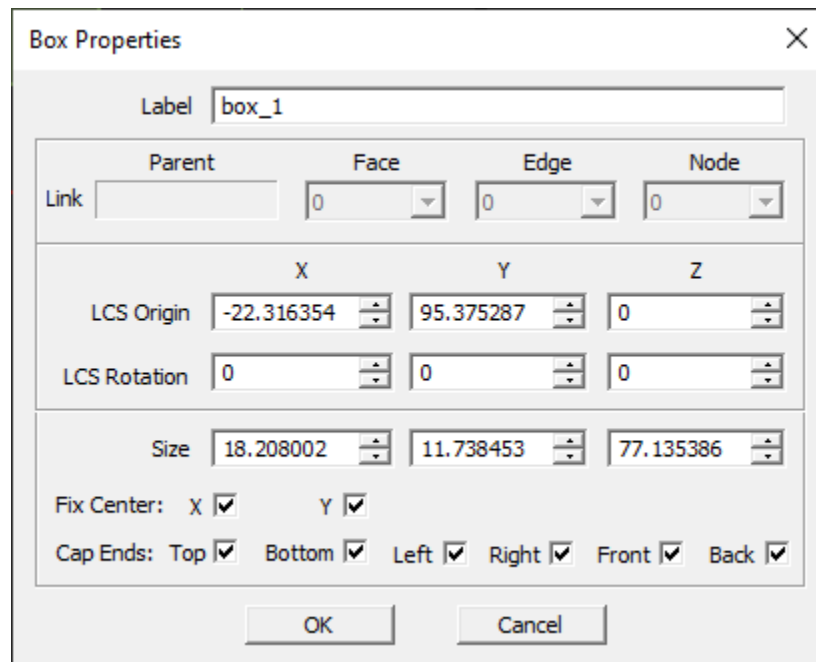 Box Properties
Label box_1
Parent Face Edge Node
Link 0 0 0
X Y Z
LCS Origin -22.316354 95.375287 0
LCS Rotation 0 0 0
Size 18.208002 11.738453 77.135386
Fix Center: X Y
Cap Ends: Top Bottom Left Right Front Back
OK Cancel